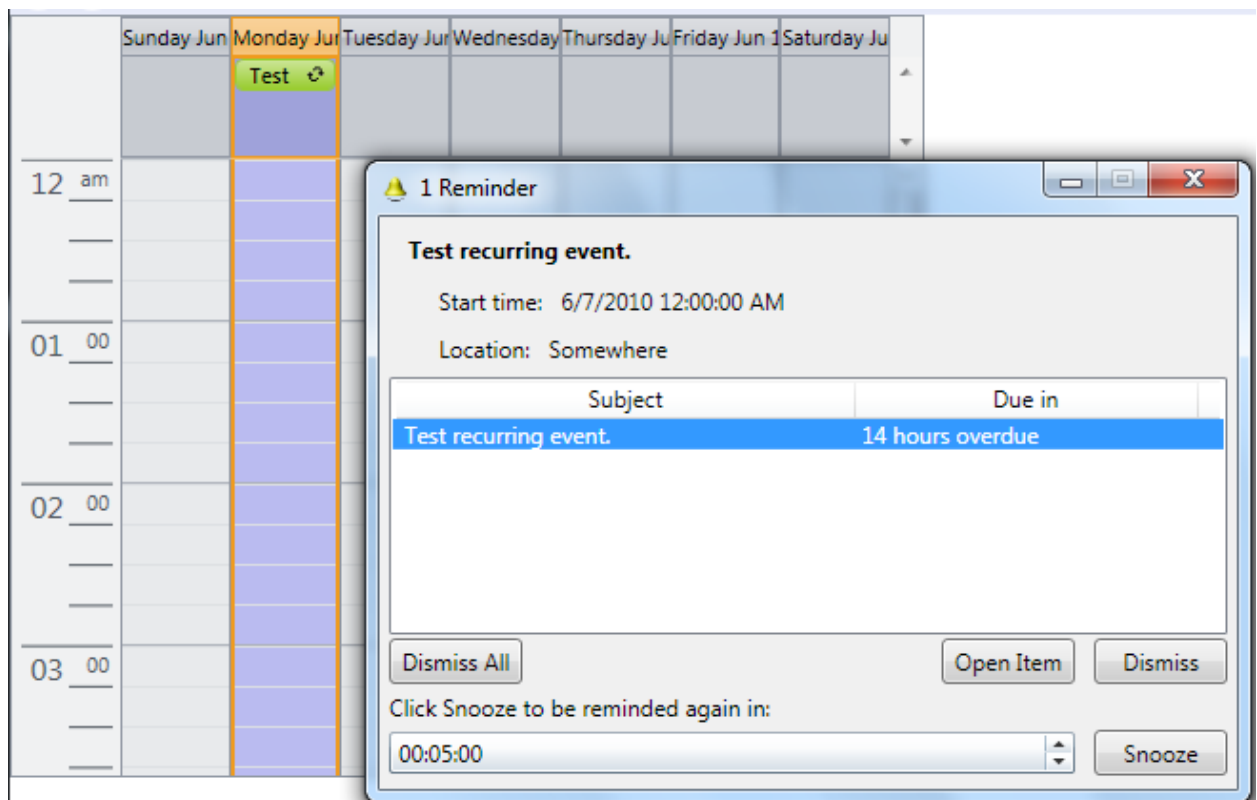 Sunday Jun Monday Jur Tuesday Jur Wednesday Thursday Ju Friday Jun 1 Saturday Ju
Test
12 am
1 Reminder
Test recurring event.
Start time: 6/7/2010 12:00:00 AM
01 00
Location: Somewhere
Subject Due in
Test recurring event. 14 hours overdue
02 00
03 00
Dismiss All Open Item Dismiss
Click Snooze to be reminded again in:
00:05:00 Snooze